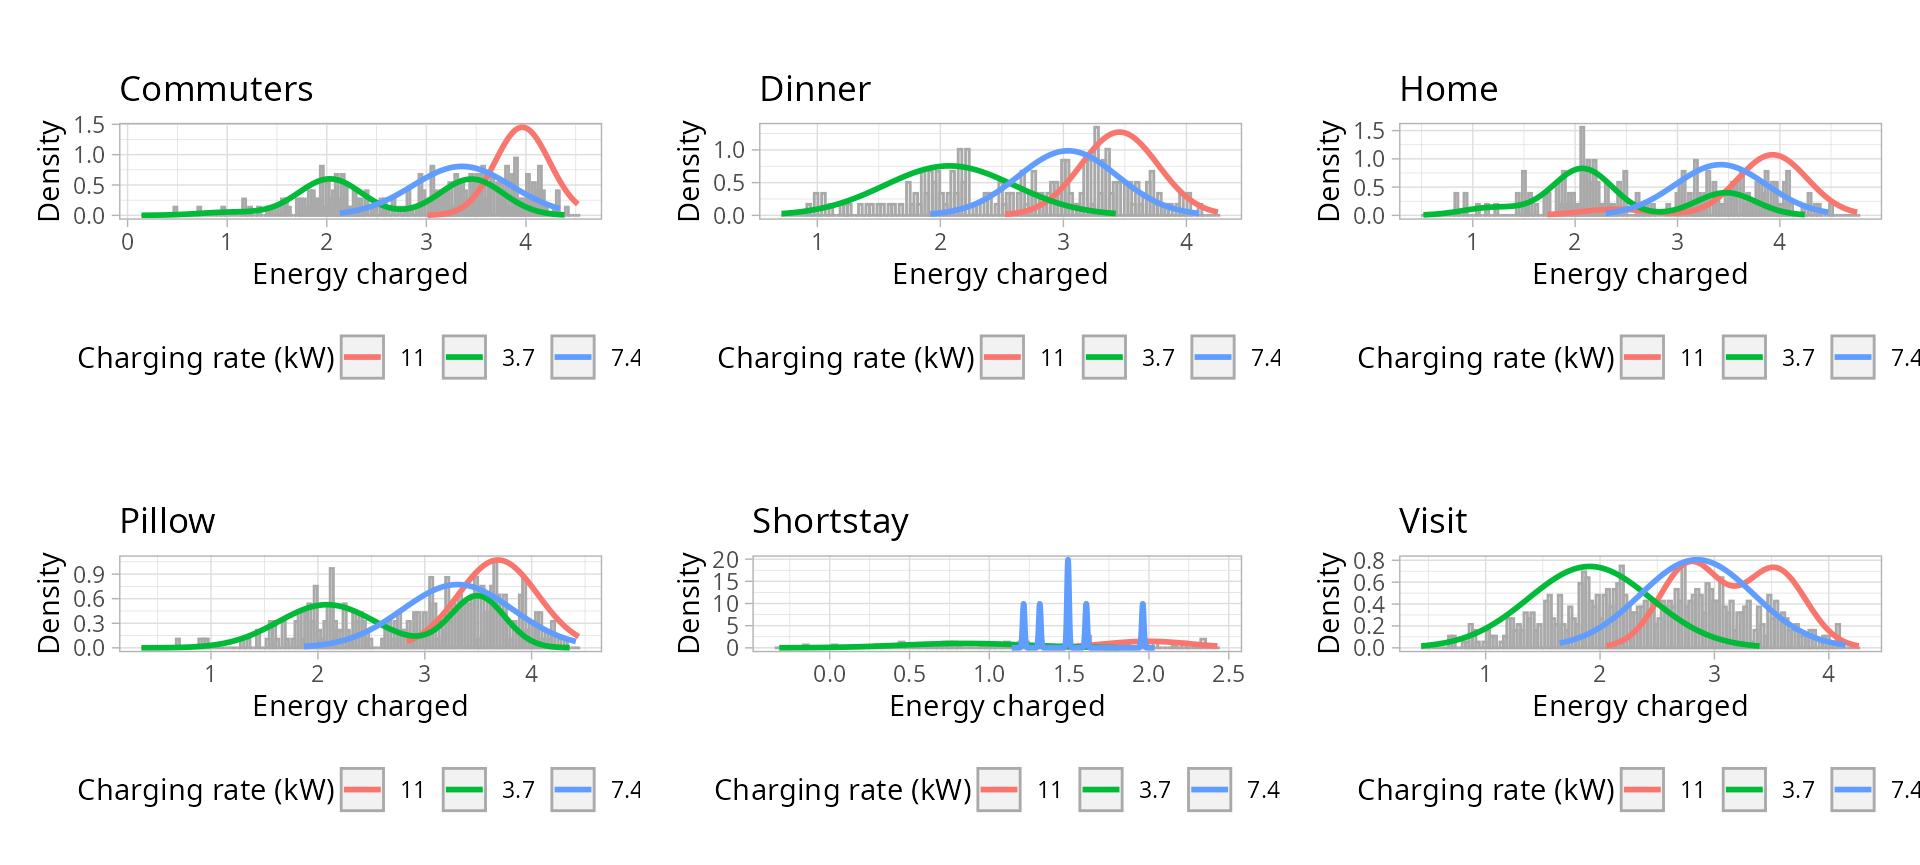 Commuters
Dinner
Home
Density
1.5
1.0
0.5
0.0
0 1 2 3 4
Energy charged
Charging rate (kW) 11 3.7 7.4
Density
1.0
0.5
0.0
1 2 3 4
Energy charged
Charging rate (kW) 11 3.7 7.4
Density
1.5
1.0
0.5
0.0
1 2 3 4
Energy charged
Charging rate (kW) 11 3.7 7.4
Pillow
Shortstay
Visit
Density
0.9
0.6
0.3
0.0
1 2 3 4
Energy charged
Charging rate (kW) 11 3.7 7.4
Density
20
15
10
5
0
0.0 0.5 1.0 1.5 2.0 2.5
Energy charged
Charging rate (kW) 11 3.7 7.4
Density
0.8
0.6
0.4
0.2
0.0
1 2 3 4
Energy charged
Charging rate (kW) 11 3.7 7.4